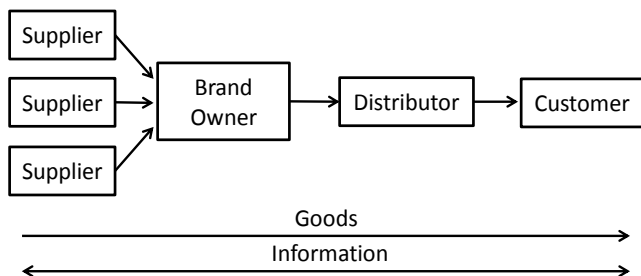 Supplier
Supplier
Supplier
Brand
Owner
Distributor
Customer
Goods
Information